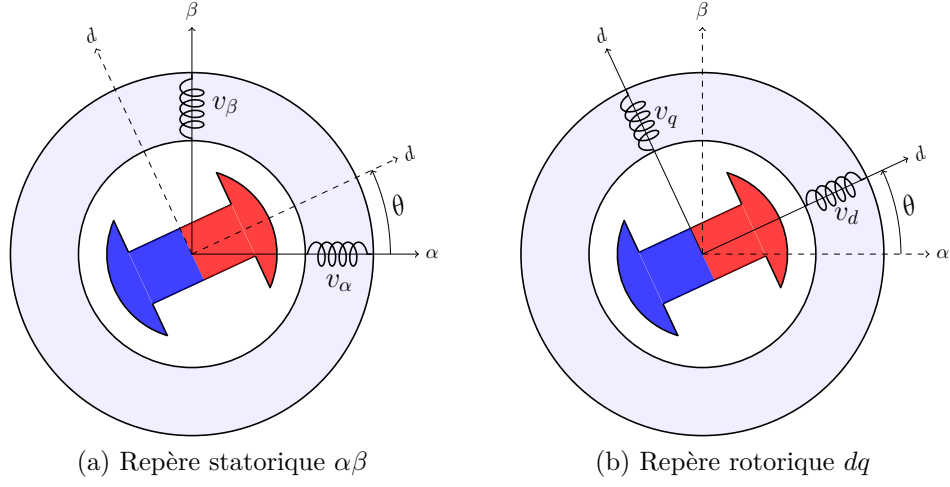 β
d
v_β
d
θ
α
v_α
(a) Repère statorique αβ
β
d
v_q
d
θ
v_d
α
(b) Repère rotorique dq